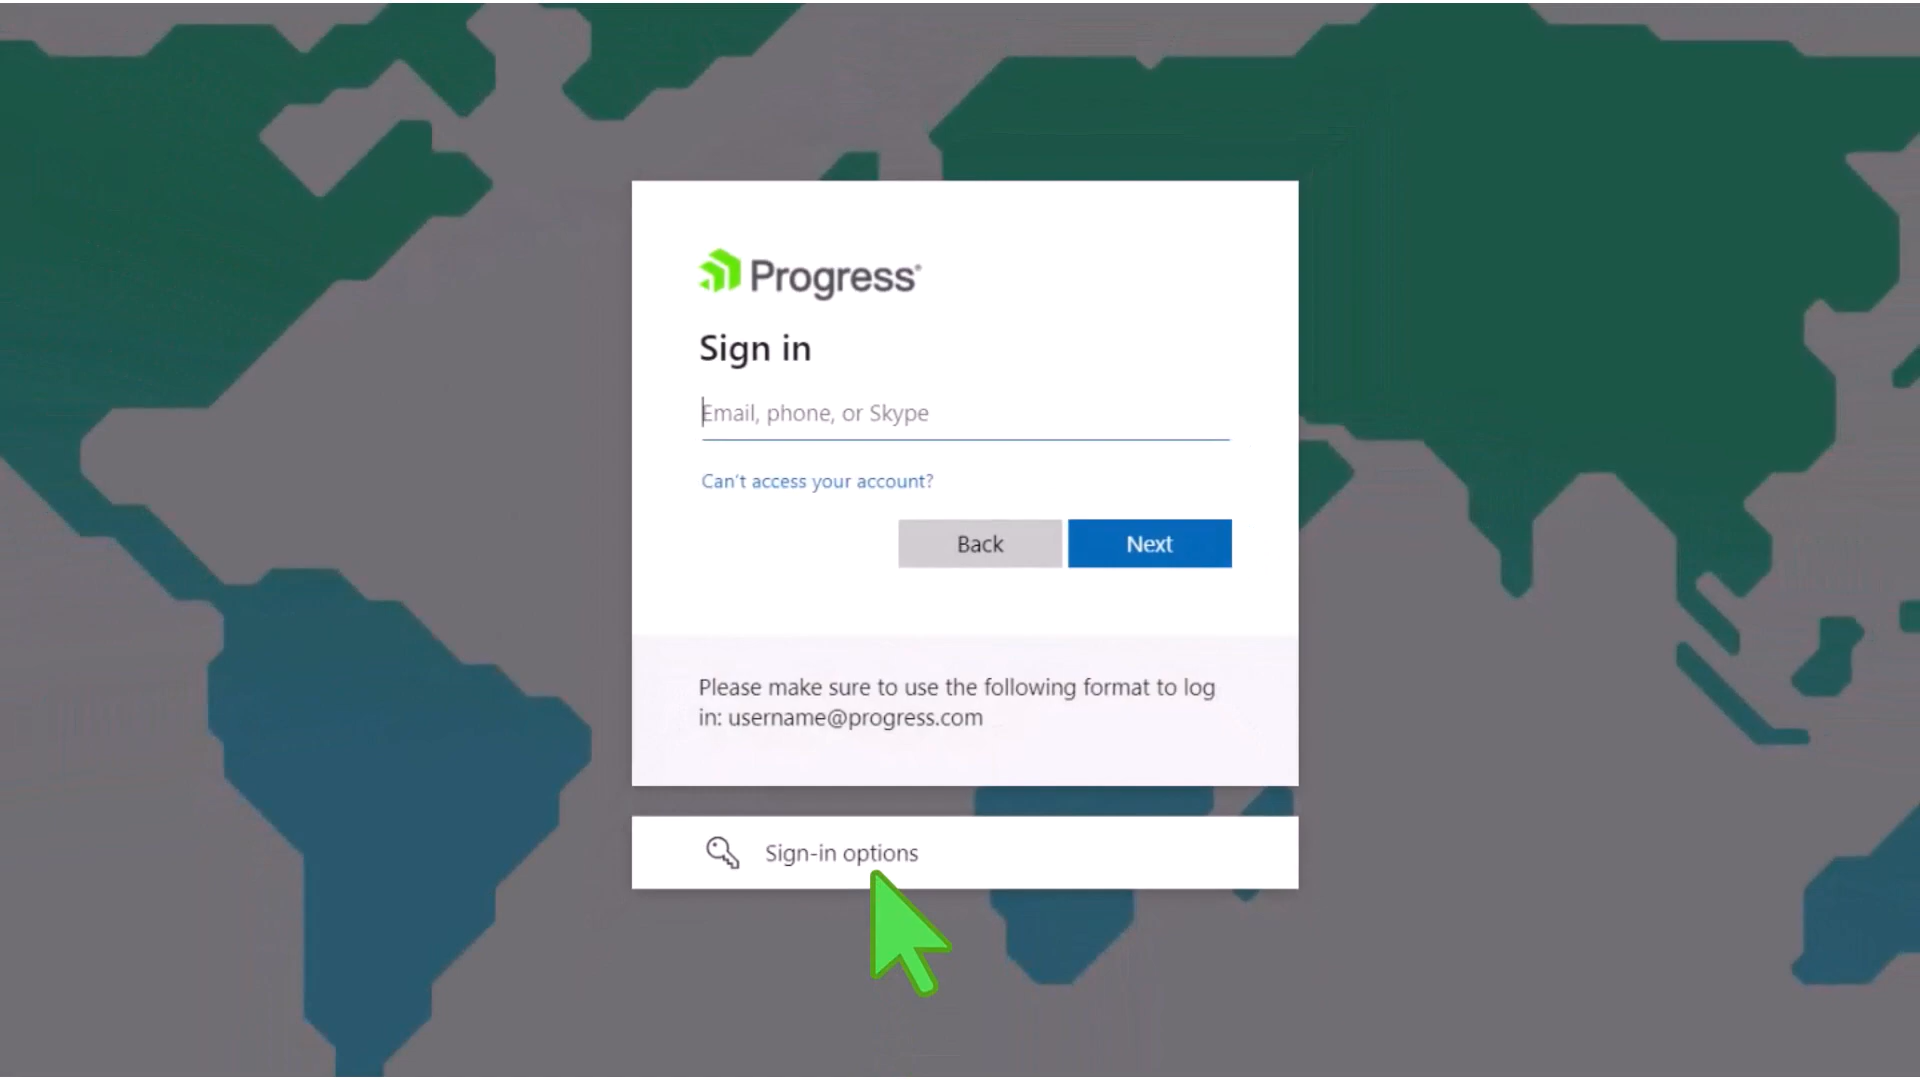 Progress®
Sign in
Email, phone, or Skype
Can't access your account?
Back
Next
Please make sure to use the following format to log
in: username@progress.com
Sign-in options